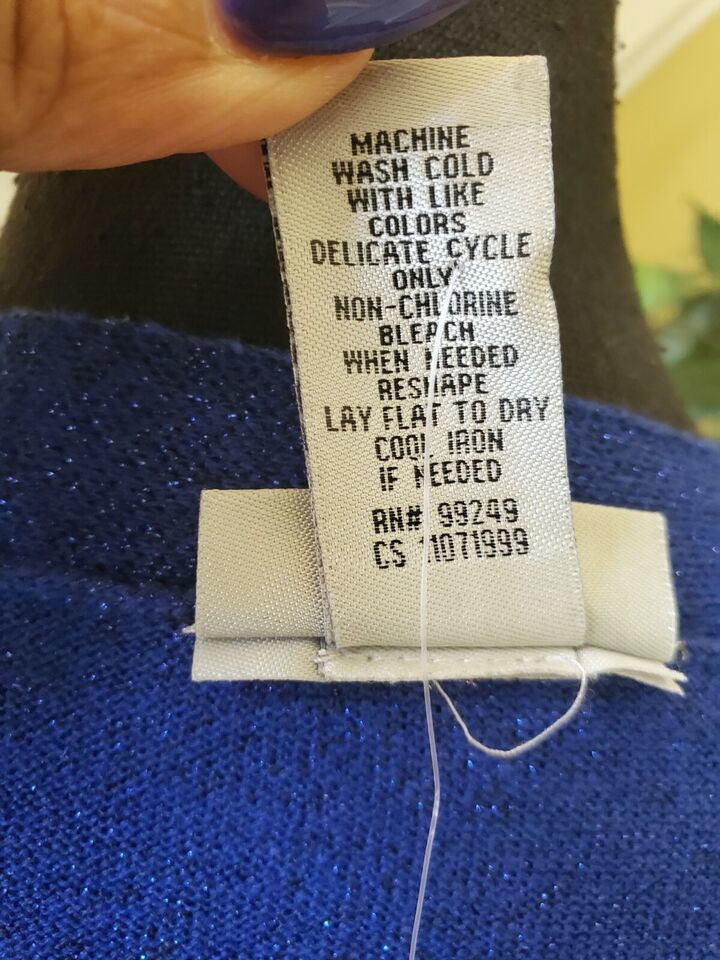 MACHINE
WASH COLD
WITH LIKE
COLORS
DELICATE CYCLE
ONLY
NON-CHLORINE
BLEACH
WHEN NEEDED
RESHAPE
LAY FLAT TO DRY
COOL IRON
IF NEEDED
RN# 99249
CS 11071999